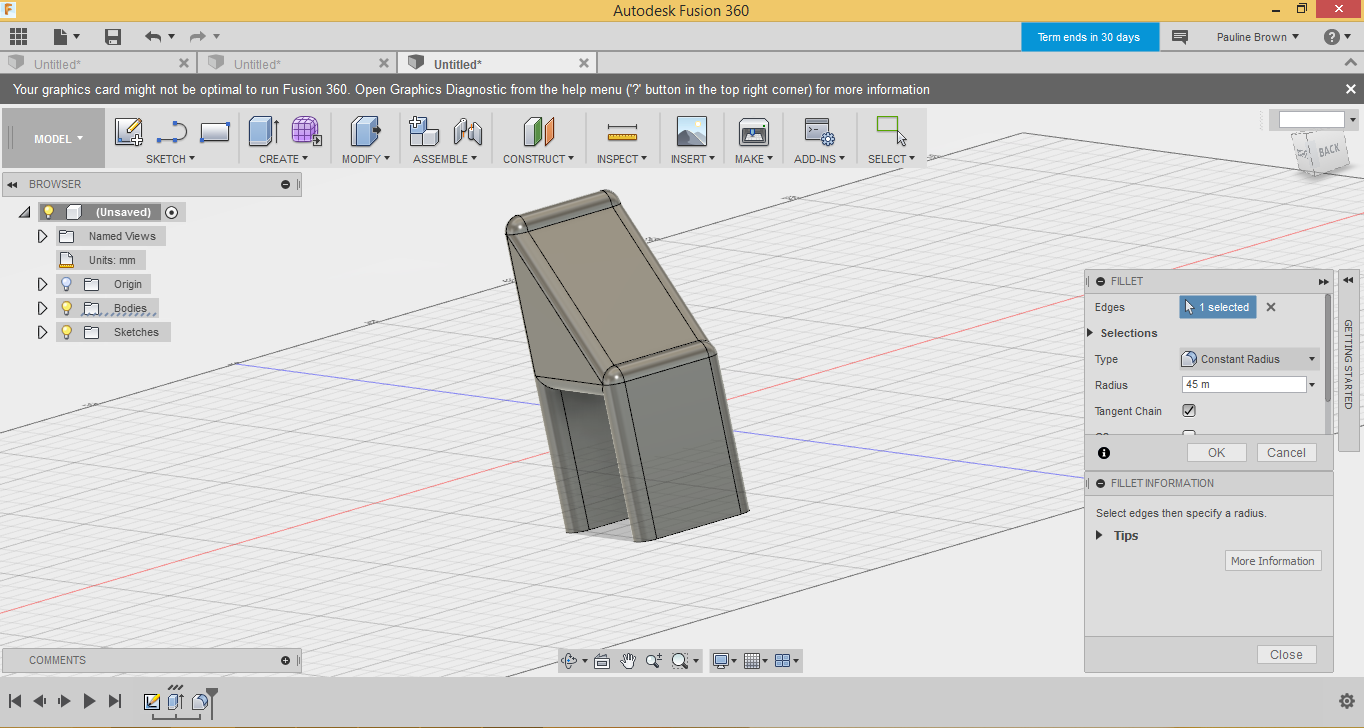 Autodesk Fusion 360
Term ends in 30 days
Pauline Brown
Untitled*
Untitled*
Untitled*
Your graphics card might not be optimal to run Fusion 360. Open Graphics Diagnostic from the help menu ('?' button in the top right corner) for more information
MODEL
SKETCH
CREATE
MODIFY
ASSEMBLE
CONSTRUCT
INSPECT
INSERT
MAKE
ADD-INS
SELECT
BACK
BROWSER
(Unsaved)
Named Views
Units: mm
Origin
Bodies
Sketches
FILLET
Edges
1 selected
Selections
Type
Constant Radius
Radius
45 m
Tangent Chain
OK
Cancel
GETTING STARTED
FILLET INFORMATION
Select edges then specify a radius.
Tips
More Information
Close
COMMENTS